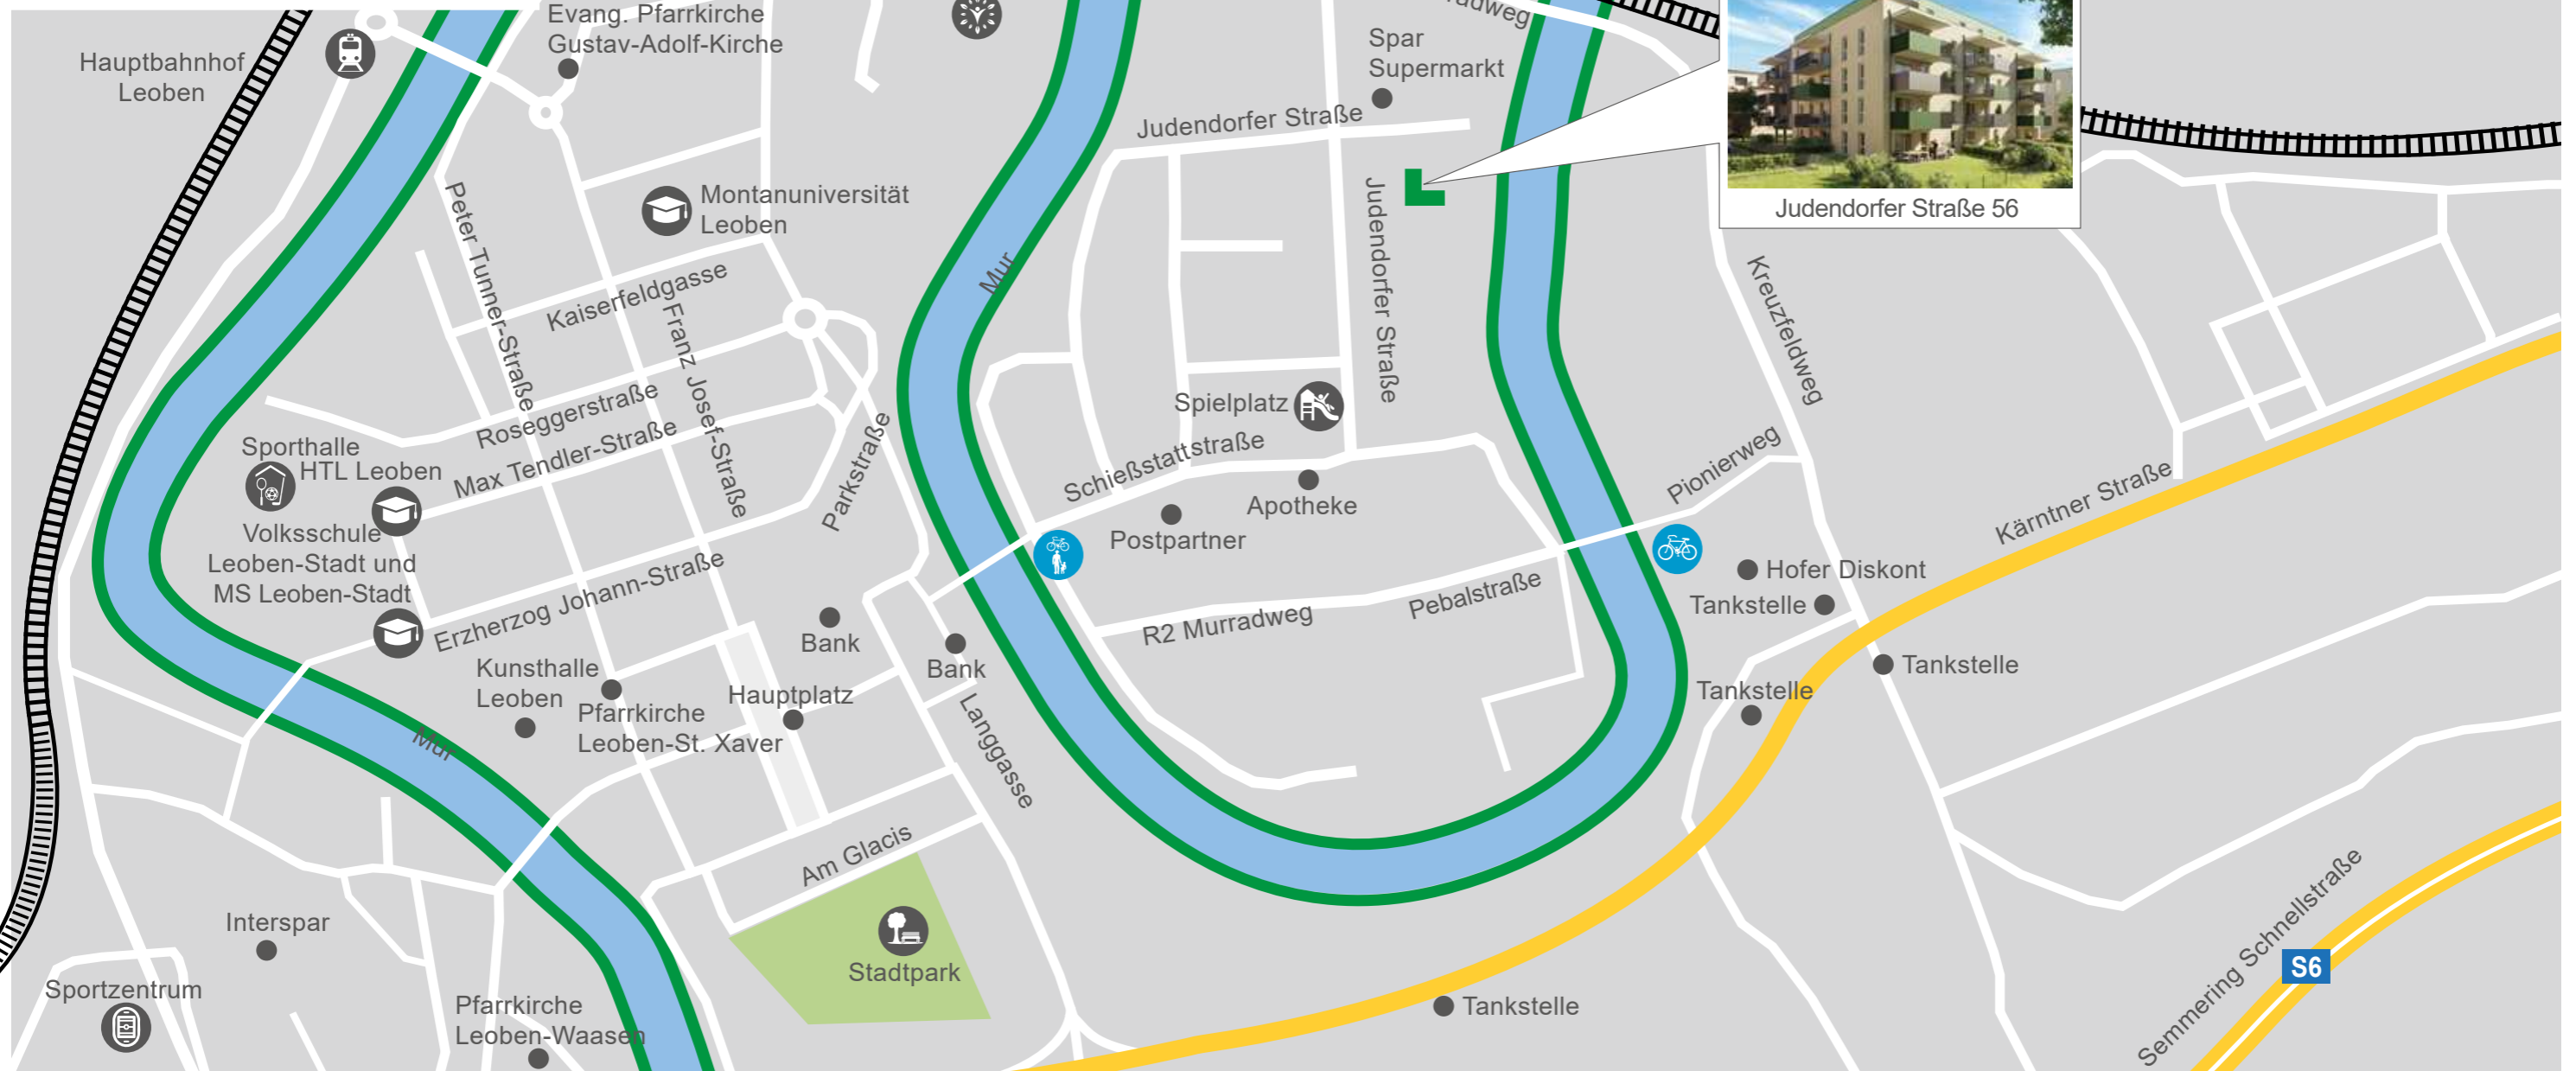 Evang. Pfarrkirche
Gustav-Adolf-Kirche
Hauptbahnhof
Leoben
Spar
Supermarkt
Judendorfer Straße
Judendorfer Straße 56
Montanuniversität
Leoben
Peter Tunner-Straße
Kaiserfeldgasse
Franz Josef-Straße
Mur
Judendorfer Straße
Kreuzfeldweg
Roseggerstraße
Max Tendler-Straße
Parkstraße
Spielplatz
Schießstattstraße
Sporthalle
HTL Leoben
Volksschule
Leoben-Stadt und
MS Leoben-Stadt
Erzherzog Johann-Straße
Apotheke
Postpartner
Pionierweg
Kärntner Straße
Hofer Diskont
Tankstelle
Pebalstraße
R2 Murradweg
Bank
Bank
Kunsthalle
Leoben
Hauptplatz
Pfarrkirche
Leoben-St. Xaver
Langgasse
Tankstelle
Tankstelle
Mur
Am Glacis
Stadtpark
Interspar
Sportzentrum
Pfarrkirche
Leoben-Waasen
Tankstelle
Semmering Schnellstraße
S6